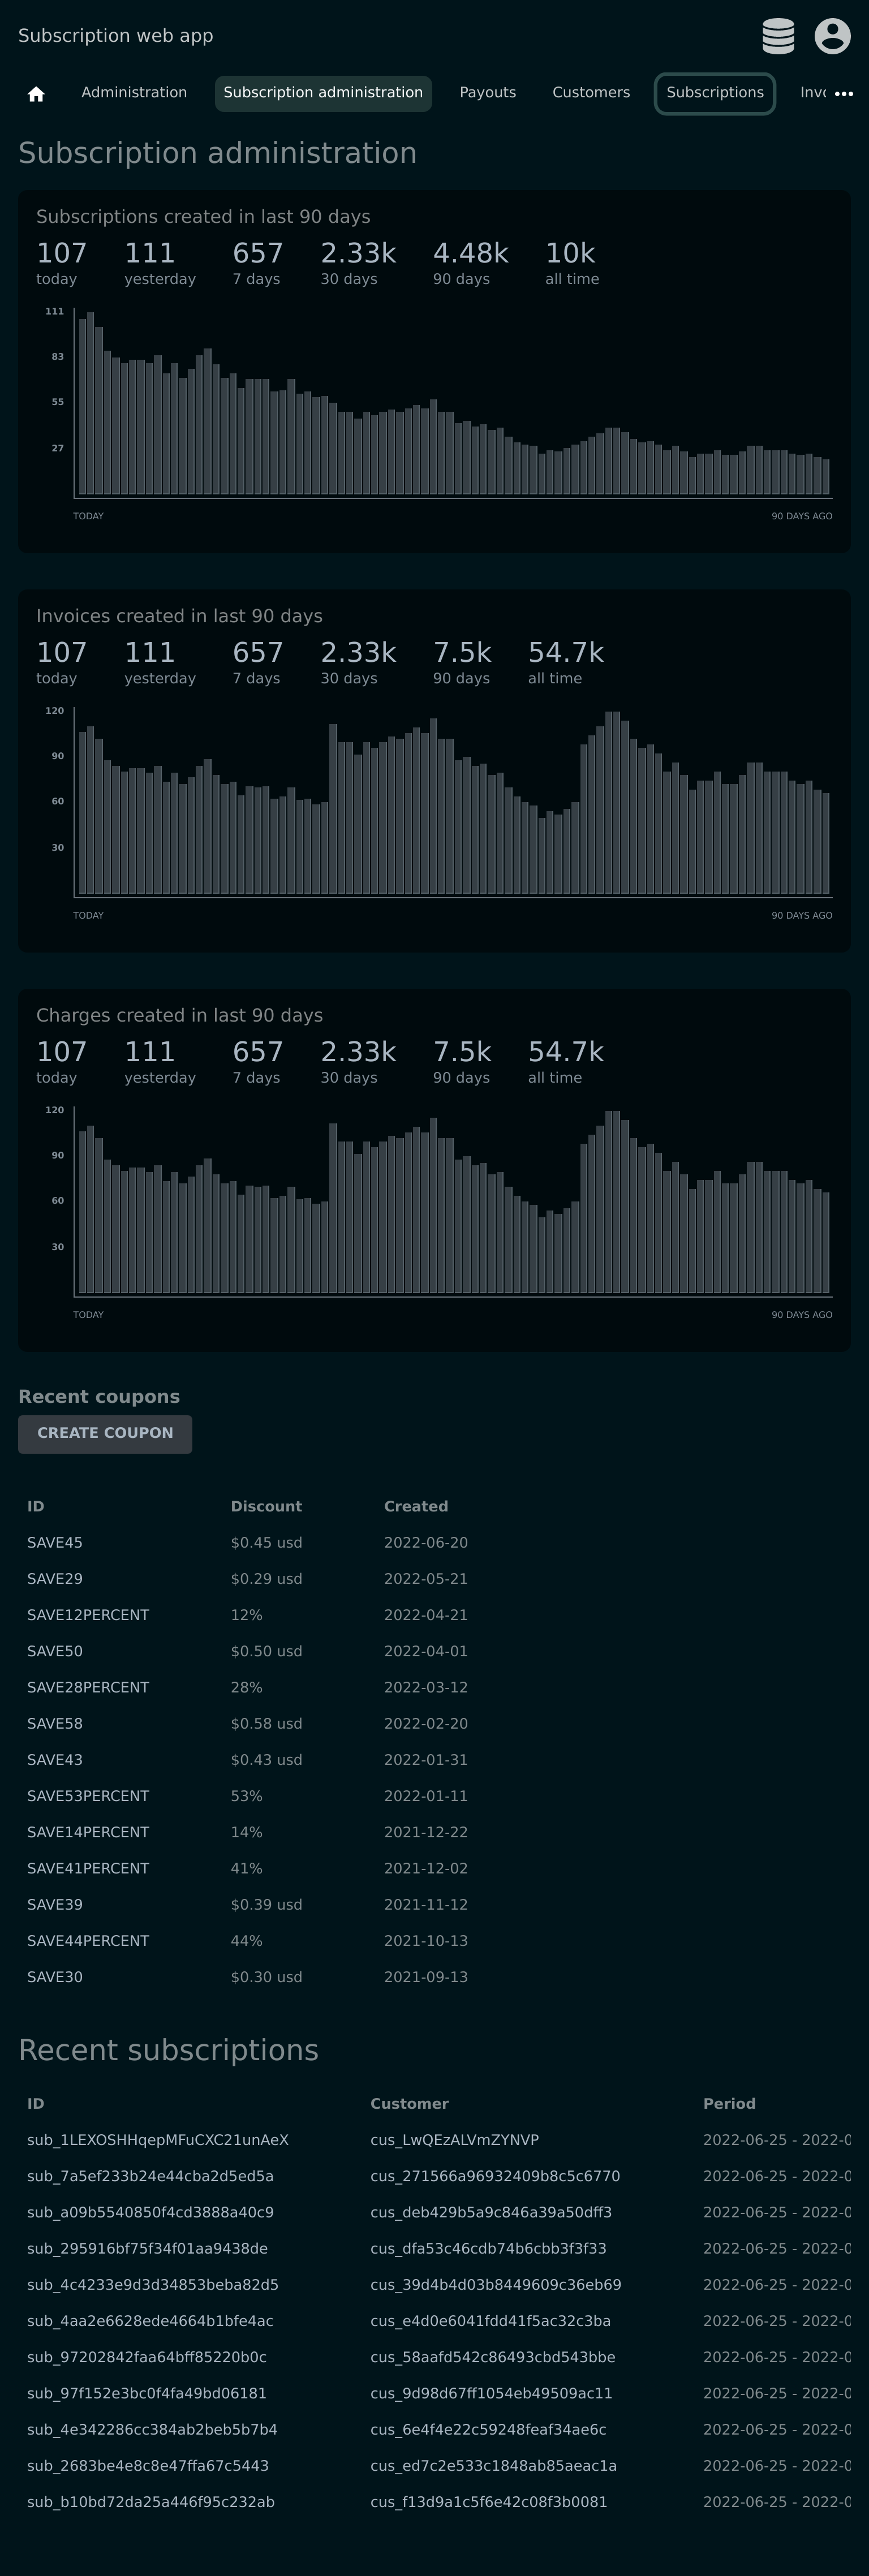 Subscription web app
Administration Subscription administration Payouts Customers Subscriptions Invo
Subscription administration
Subscriptions created in last 90 days
107 111 657 2.33k 4.48k 10k
today yesterday 7 days 30 days 90 days all time
111
83
55
27
TODAY 90 DAYS AGO
Invoices created in last 90 days
107 111 657 2.33k 7.5k 54.7k
today yesterday 7 days 30 days 90 days all time
120
90
60
30
TODAY 90 DAYS AGO
Charges created in last 90 days
107 111 657 2.33k 7.5k 54.7k
today yesterday 7 days 30 days 90 days all time
120
90
60
30
TODAY 90 DAYS AGO
Recent coupons
CREATE COUPON
ID Discount Created
SAVE45 $0.45 usd 2022-06-20
SAVE29 $0.29 usd 2022-05-21
SAVE12PERCENT 12% 2022-04-21
SAVE50 $0.50 usd 2022-04-01
SAVE28PERCENT 28% 2022-03-12
SAVE58 $0.58 usd 2022-02-20
SAVE43 $0.43 usd 2022-01-31
SAVE53PERCENT 53% 2022-01-11
SAVE14PERCENT 14% 2021-12-22
SAVE41PERCENT 41% 2021-12-02
SAVE39 $0.39 usd 2021-11-12
SAVE44PERCENT 44% 2021-10-13
SAVE30 $0.30 usd 2021-09-13
Recent subscriptions
ID Customer Period
sub_1LEXOSHHqepMFuCXC21unAeX cus_LwQEzALVmZYNVP 2022-06-25 - 2022-0
sub_7a5ef233b24e44cba2d5ed5a cus_271566a96932409b8c5c6770 2022-06-25 - 2022-0
sub_a09b5540850f4cd3888a40c9 cus_deb429b5a9c846a39a50dff3 2022-06-25 - 2022-0
sub_295916bf75f34f01aa9438de cus_dfa53c46cdb74b6cbb3f3f33 2022-06-25 - 2022-0
sub_4c4233e9d3d34853beba82d5 cus_39d4b4d03b8449609c36eb69 2022-06-25 - 2022-0
sub_4aa2e6628ede4664b1bfe4ac cus_e4d0e6041fdd41f5ac32c3ba 2022-06-25 - 2022-0
sub_97202842faa64bff85220b0c cus_58aafd542c86493cbd543bbe 2022-06-25 - 2022-0
sub_97f152e3bc0f4fa49bd06181 cus_9d98d67ff1054eb49509ac11 2022-06-25 - 2022-0
sub_4e342286cc384ab2beb5b7b4 cus_6e4f4e22c59248feaf34ae6c 2022-06-25 - 2022-0
sub_2683be4e8c8e47ffa67c5443 cus_ed7c2e533c1848ab85aeac1a 2022-06-25 - 2022-0
sub_b10bd72da25a446f95c232ab cus_f13d9a1c5f6e42c08f3b0081 2022-06-25 - 2022-0